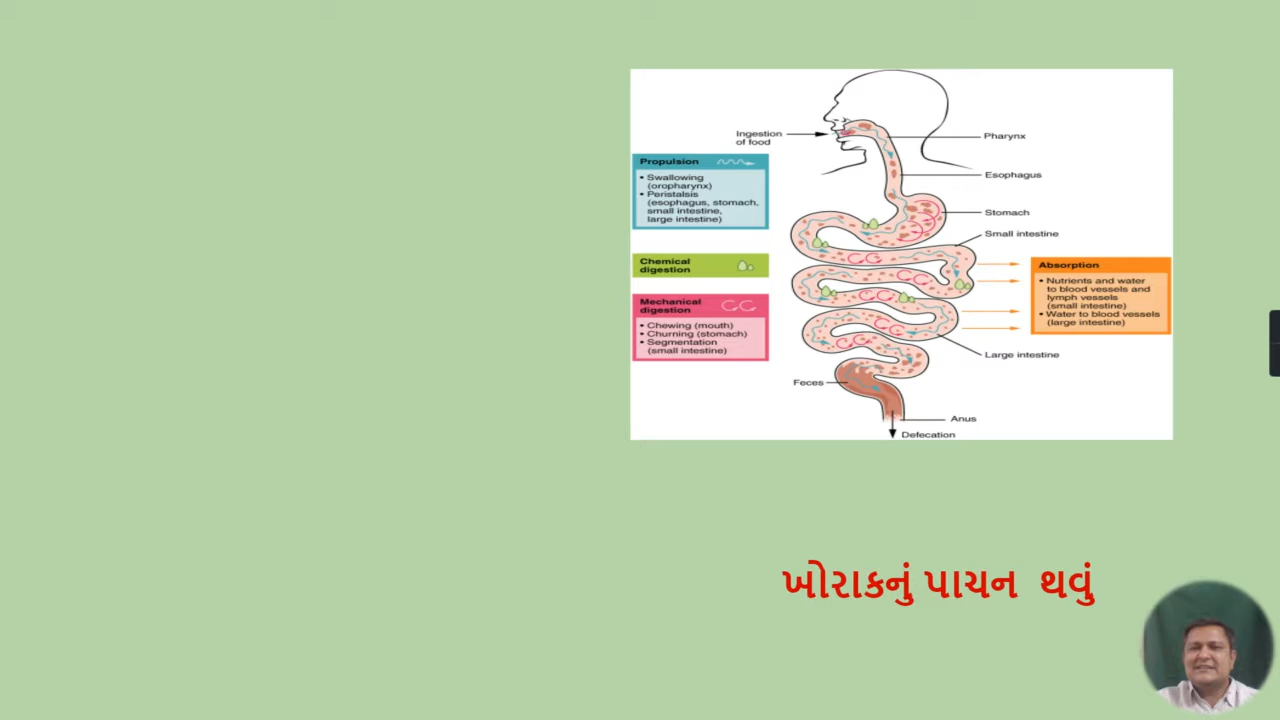 Ingestion
of food
Pharynx
Propulsion
• Swallowing
(oropharynx)
• Peristalsis
(esophagus, stomach,
small intestine,
large intestine)
Esophagus
Stomach
Small intestine
Chemical
digestion
Absorption
• Nutrients and water
to blood vessels and
lymph vessels
(small intestine)
• Water to blood vessels
(large intestine)
Mechanical
digestion
• Chewing (mouth)
• Churning (stomach)
• Segmentation
(small intestine)
Large intestine
Feces
Anus
Defecation
ખોરાકનું પાચન થવું